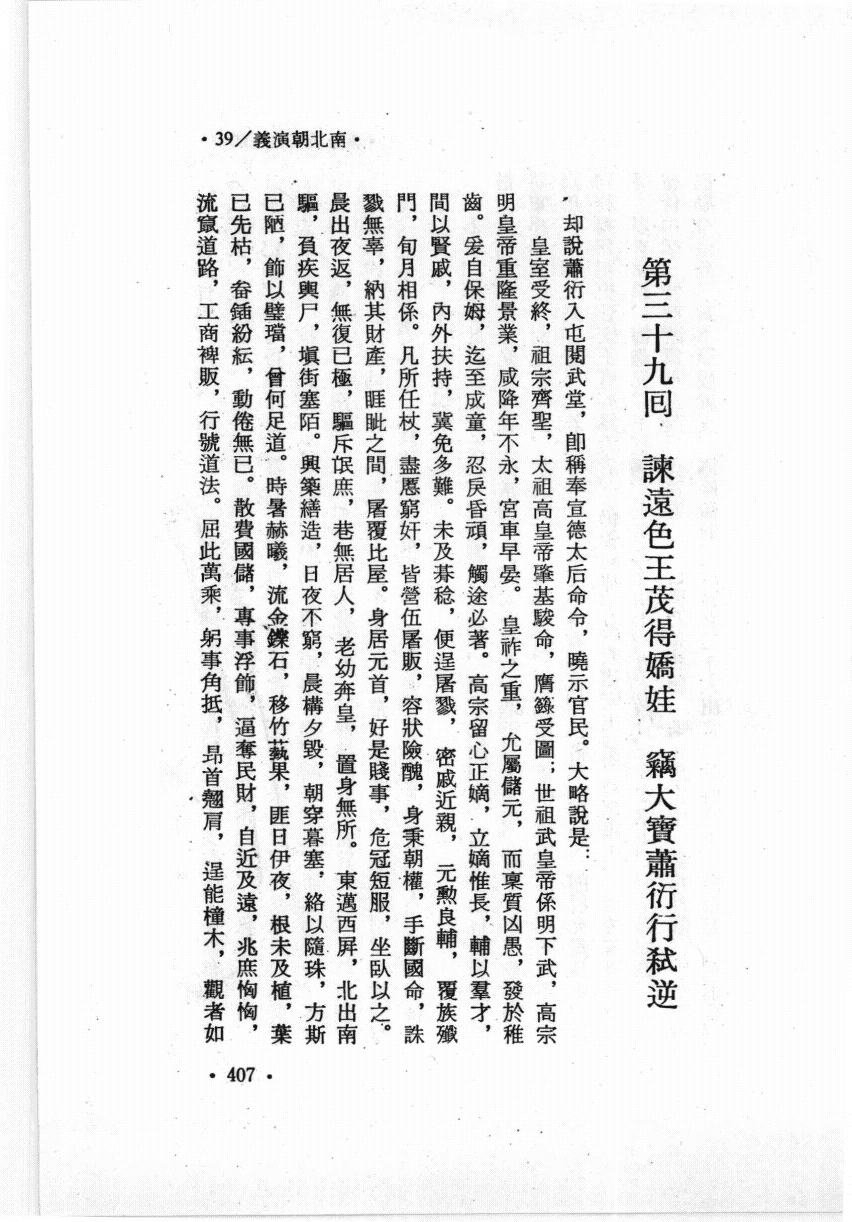 •39／義演朝北南•
第三十九回　諫遠色王茂得嬌娃　竊大寶蕭衍行弒逆
却說蕭衍入屯閱武堂，卽稱奉宣德太后命令，曉示官民。大略說是：
皇室受終，祖宗齊聖，太祖高皇帝肇基駿命，膺籙受圖；世祖武皇帝係明下武，高宗
明皇帝重隆景業，咸降年不永，宮車早晏。皇祚之重，允屬儲元，而稟質凶愚，發於稚
齒。爰自保姆，迄至成童，忍戾昏頑，觸途必著。高宗留心正嫡，立嫡惟長，輔以羣才，
間以賢戚，內外扶持，冀免多難。未及朞稔，便逞屠戮，密戚近親，元勳良輔，覆族殲
門，旬月相係。凡所任杖，盡慝窮奸，皆營伍屠販，容狀險醜，身秉朝權，手斷國命，誅
戮無辜，納其財產，睚眦之間，屠覆比屋。身居元首，好是賤事，危冠短服，坐臥以之。
晨出夜返，無復已極，驅斥氓庶，巷無居人，老幼奔皇，置身無所。東邁西屏，北出南
驅，負疾輿尸，塡街塞陌。興築繕造，日夜不窮，晨構夕毀，朝穿暮塞，絡以隨珠，方斯
已陋，飾以璧璫，曾何足道。時暑赫曦，流金鑠石，移竹蓺果，匪日伊夜，根未及植，葉
已先枯，畚鍤紛紜，動倦無已。散費國儲，專事浮飾，逼奪民財，自近及遠，兆庶恟恟，
流竄道路，工商裨販，行號道法。屈此萬乘，躬事角抵，昂首翹肩，逞能橦木，觀者如
•407•